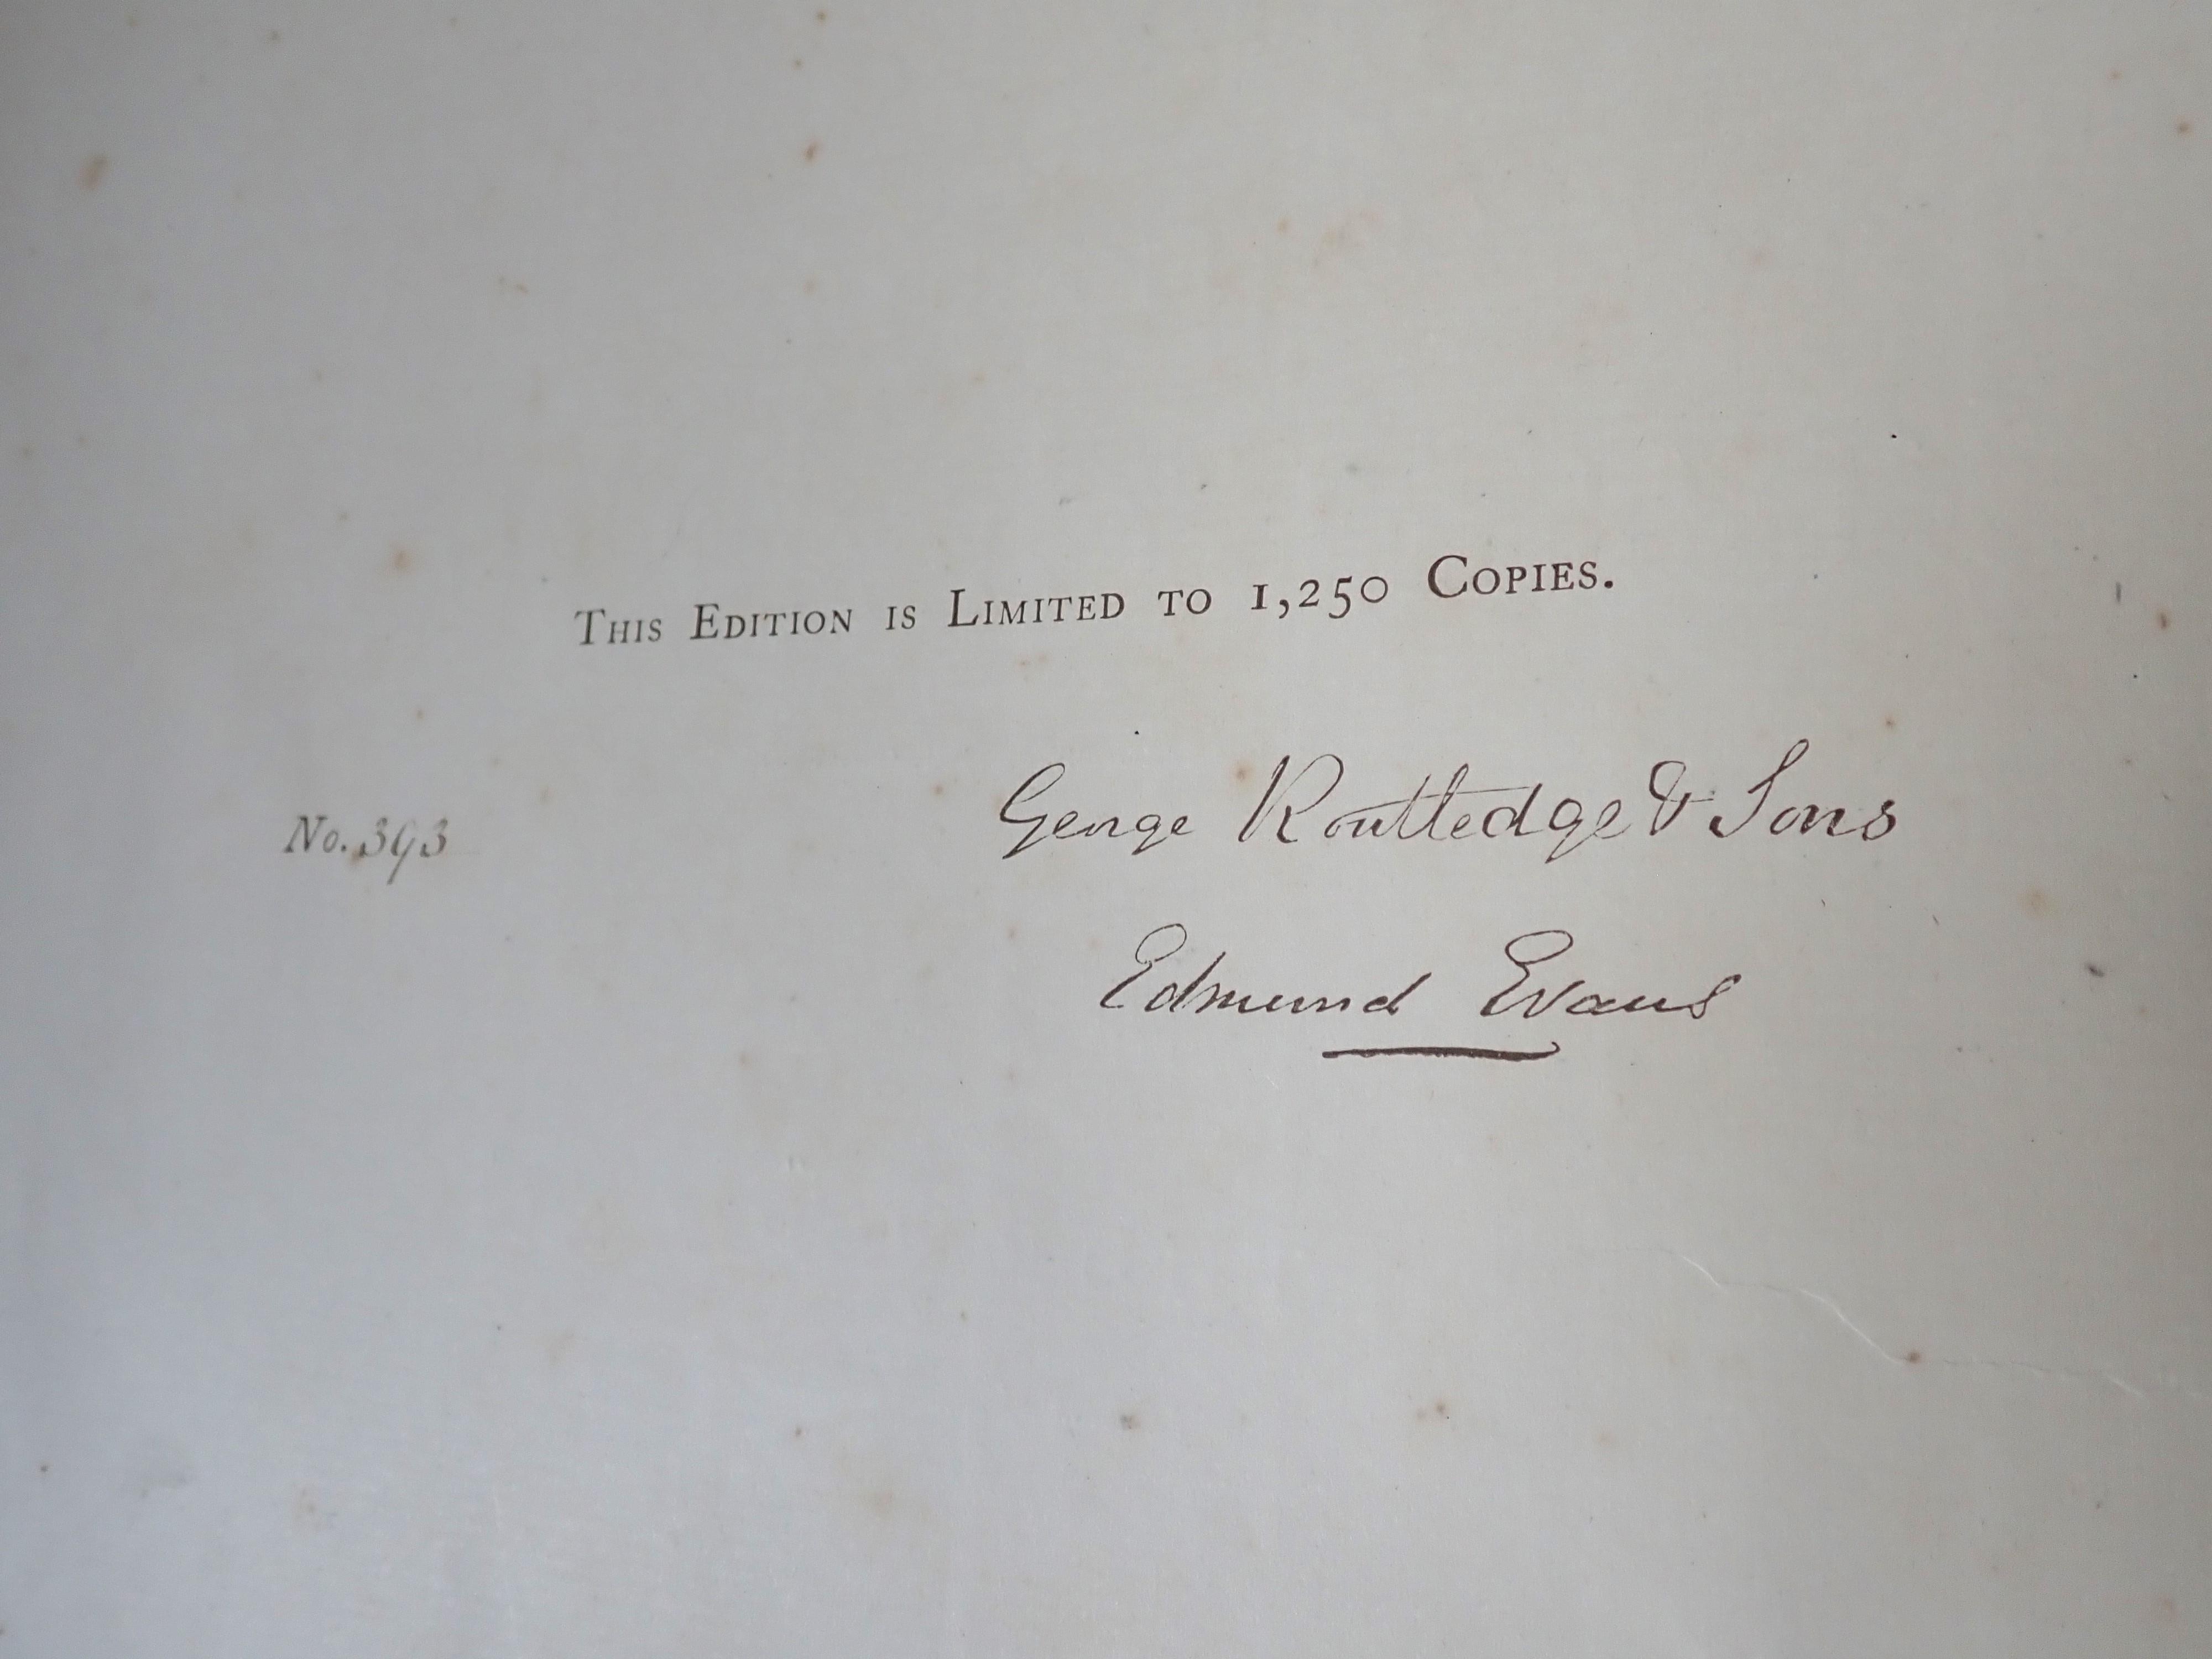 This Edition is Limited to 1,250 Copies.
No. 393
George Routledge & Sons
Edmund Evans